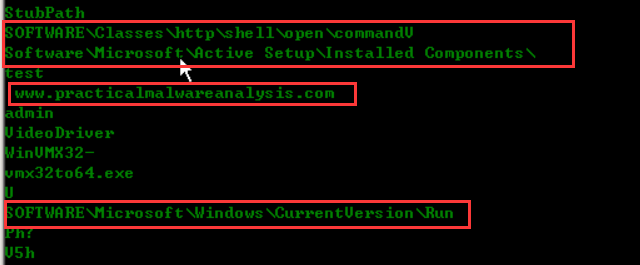 StubPath
SOFTWARE\Classes\http\shell\open\commandV
Software\Microsoft\Active Setup\Installed Components\
test
www.practicalmalwareanalysis.com
admin
VideoDriver
WinVMX32-
vmx32to64.exe
U
SOFTWARE\Microsoft\Windows\CurrentVersion\Run
Ph?
V5h